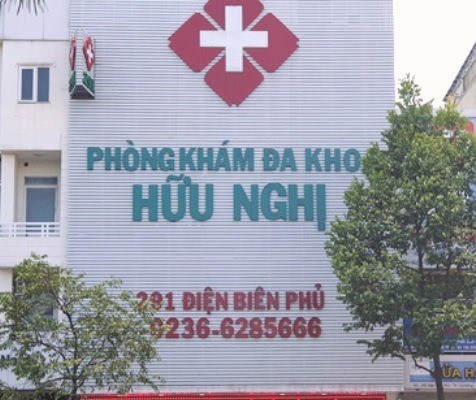 PHÒNG KHÁM ĐA KHO
HỮU NGHỊ
291 ĐIỆN BIÊN PHỦ
0236-6285666